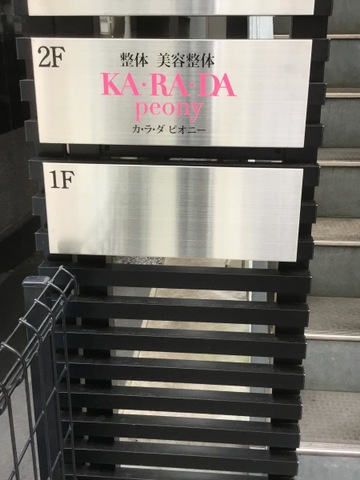 2F
整体 美容整体
KA・RA・DA
peony
カ・ラ・ダ ピオニー
1F